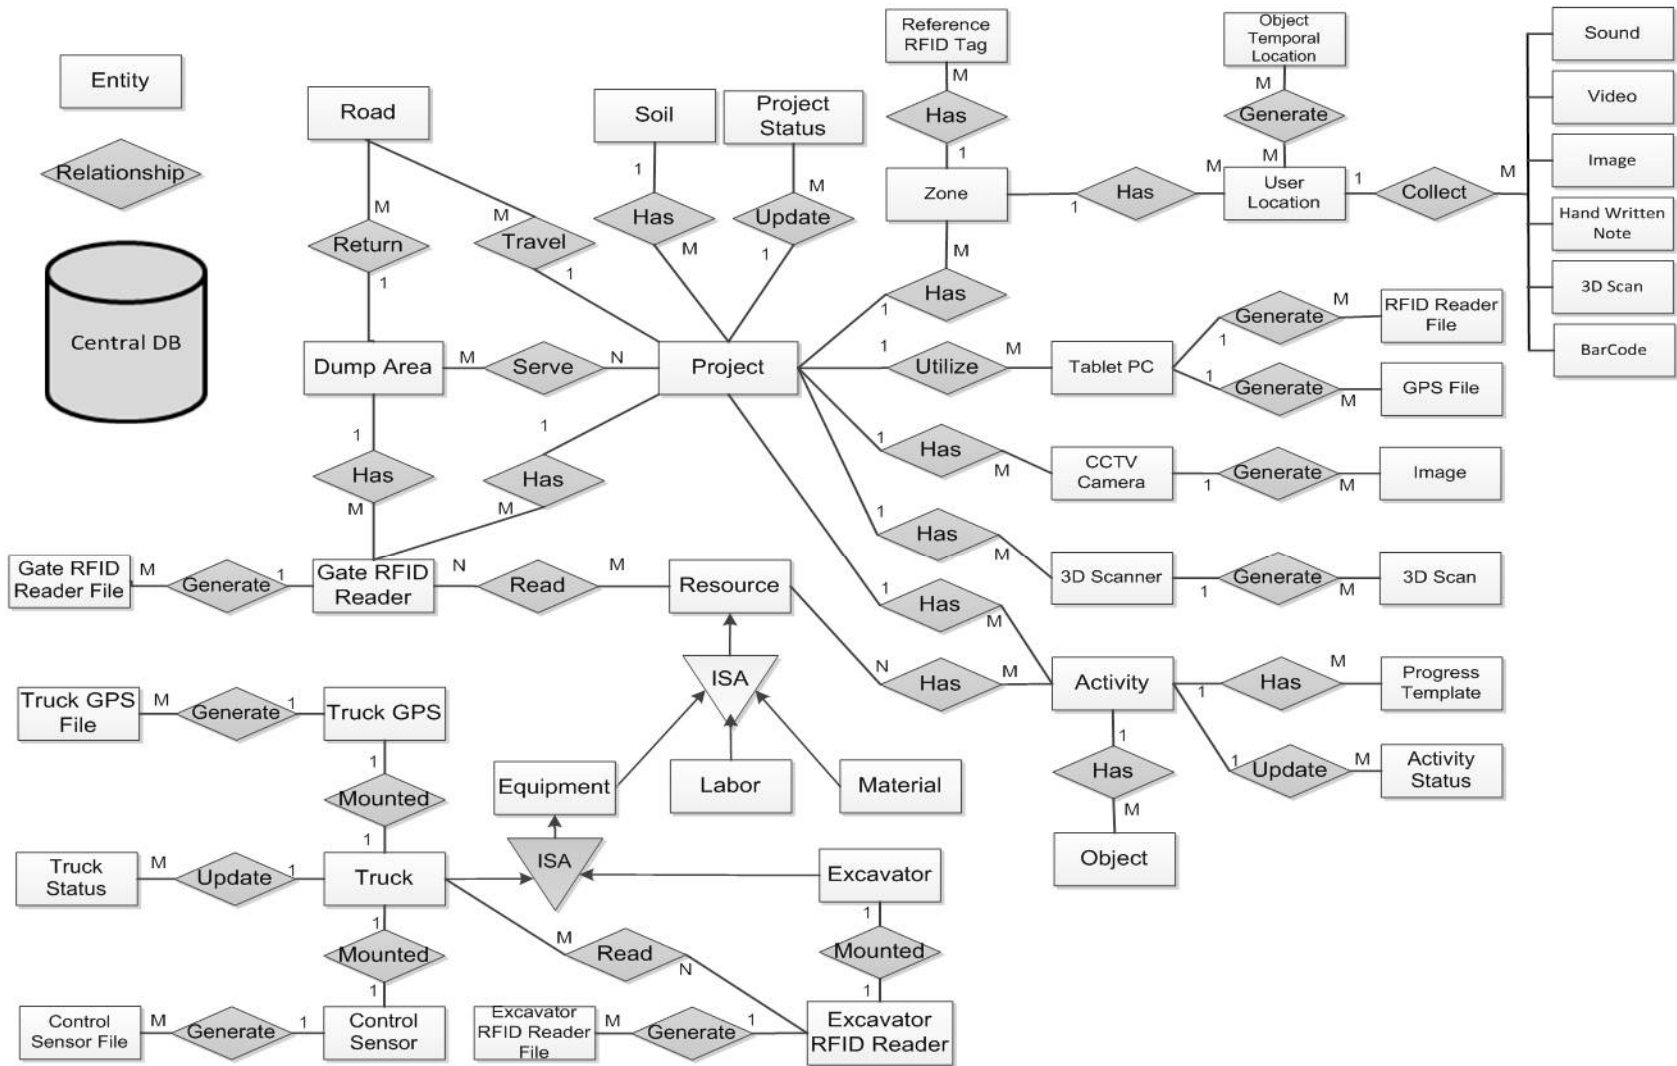 Entity
Relationship
Central DB
Road
Soil
Project
Status
Reference
RFID Tag
Object
Temporal
Location
Sound
Video
Image
Hand Written
Note
3D Scan
BarCode
M
Has
1
M
Generate
M
Zone
1
Has
M
User
Location
1
Collect
M
M
Return
1
M
Travel
1
1
Has
M
M
Update
1
M
Has
1
Dump Area
M
Serve
N
Project
1
Utilize
M
Tablet PC
1
Generate
M
RFID Reader
File
1
Generate
M
GPS File
1
Has
M
1
Has
M
1
Has
M
CCTV
Camera
1
Generate
M
Image
1
Has
M
3D Scanner
1
Generate
M
3D Scan
Gate RFID
Reader File
M
Generate
1
Gate RFID
Reader
N
Read
M
Resource
1
Has
M
N
Has
M
Activity
1
Has
M
Progress
Template
1
Update
M
Activity
Status
1
Has
M
Object
ISA
Equipment
Labor
Material
ISA
Truck GPS
File
M
Generate
1
Truck GPS
1
Mounted
1
Truck
Status
M
Update
1
Truck
Excavator
1
Mounted
1
M
Read
N
1
Mounted
1
Control
Sensor File
M
Generate
1
Control
Sensor
Excavator
RFID Reader
File
M
Generate
1
Excavator
RFID Reader